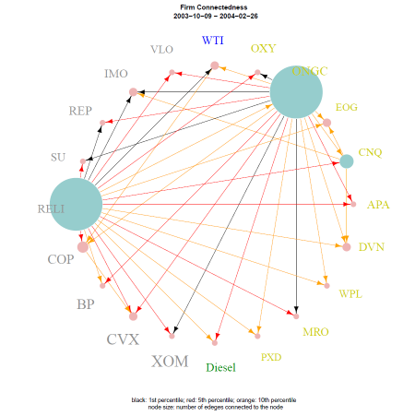 Firm Connectedness
2003−10−09 − 2004−02−26
WTI
VLO
OXY
IMO
ONGC
REP
EOG
SU
CNQ
RELI
APA
COP
DVN
BP
WPL
CVX
MRO
XOM
Diesel
PXD
black: 1st percentile; red: 5th percentile; orange: 10th percentile
node size: number of edeges connected to the node